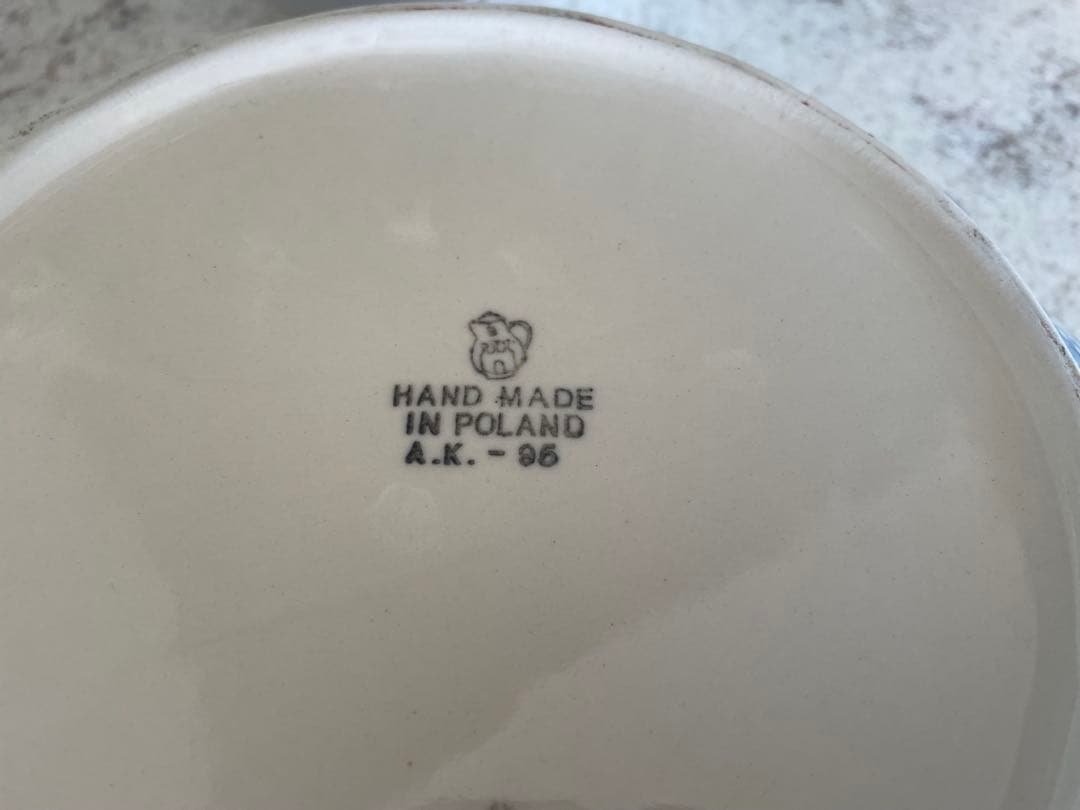 HAND MADE
IN POLAND
A.K. - 95